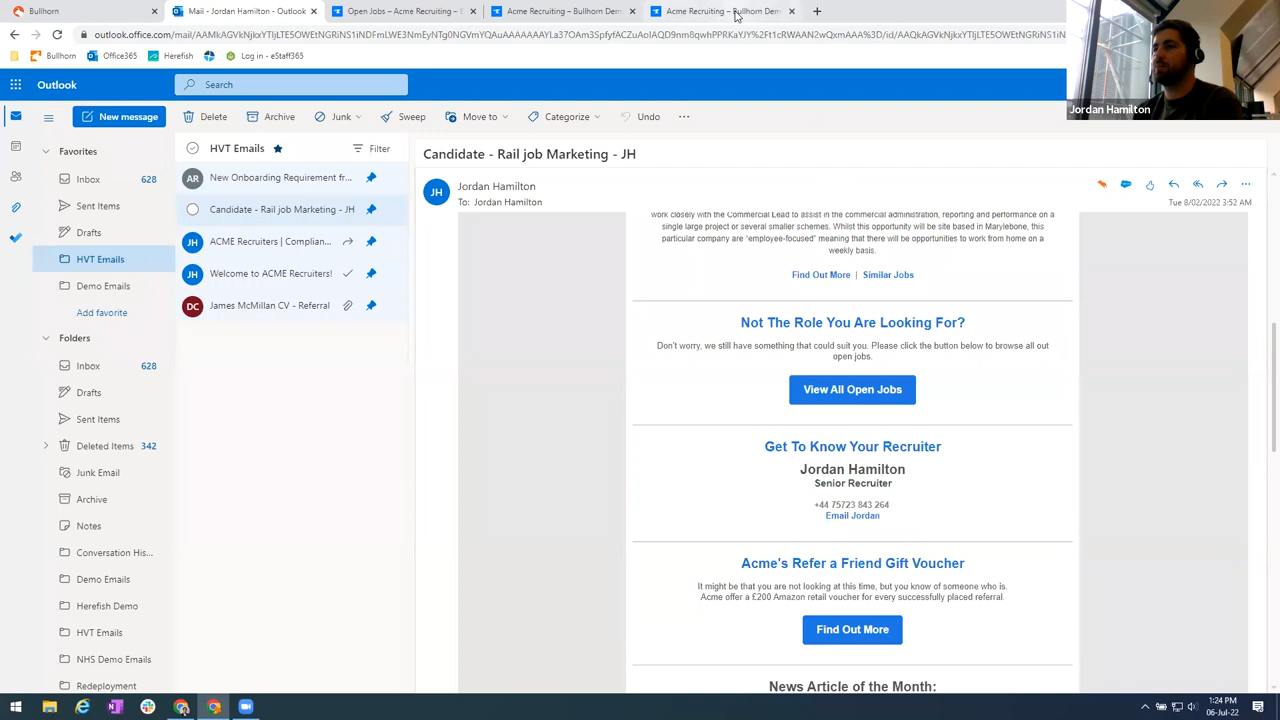 Bullhorn
Mail - Jordan Hamilton - Outlook
Open Jobs – Acme Recruiting – B
Acme Recruiting – Bullhorn Dem
Acme Recruiting – Bullhorn Dem
Bullhorn
Office365
Herefish
Log in - eStaff365
Outlook
Search
Jordan Hamilton
New message
Delete
Archive
Junk
Sweep
Move to
Categorize
Undo
Favorites
Inbox 628
Sent Items
Drafts
HVT Emails
Demo Emails
Add favorite
Folders
Inbox 628
Drafts
Sent Items
Deleted Items 342
Junk Email
Archive
Notes
Conversation His...
Demo Emails
Herefish Demo
HVT Emails
NHS Demo Emails
Redeployment
HVT Emails
Filter
AR New Onboarding Requirement fr...
Candidate - Rail job Marketing - JH
JH ACME Recruiters | Complian...
JH Welcome to ACME Recruiters!
DC James McMillan CV - Referral
Candidate - Rail job Marketing - JH
JH
Jordan Hamilton
To: Jordan Hamilton
Tue 8/02/2022 3:52 AM
work closely with the Commercial Lead to assist in the commercial administration, reporting and performance on a
single large project or several smaller schemes. Whilst this opportunity will be site based in Marylebone, this
particular company are "employee-focused" meaning that there will be opportunities to work from home on a
weekly basis.
Find Out More | Similar Jobs
Not The Role You Are Looking For?
Don't worry, we still have something that could suit you. Please click the button below to browse all out
open jobs.
View All Open Jobs
Get To Know Your Recruiter
Jordan Hamilton
Senior Recruiter
+44 75723 843 264
Email Jordan
Acme's Refer a Friend Gift Voucher
It might be that you are not looking at this time, but you know of someone who is.
Acme offer a £200 Amazon retail voucher for every successfully placed referral.
Find Out More
News Article of the Month:
1:24 PM
06-Jul-22